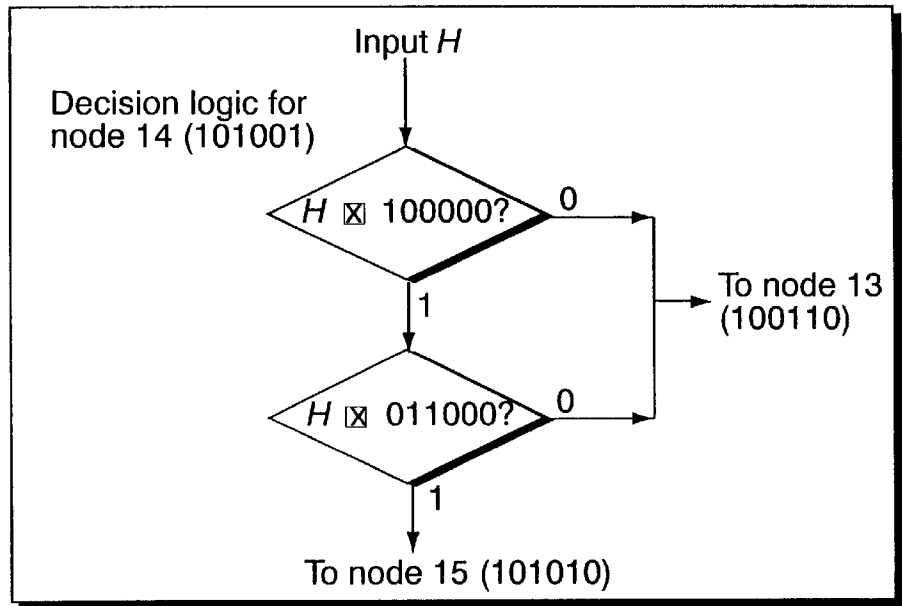 Input H
Decision logic for
node 14 (101001)
H ☒ 100000?
0
To node 13
(100110)
1
H ☒ 011000?
0
1
To node 15 (101010)